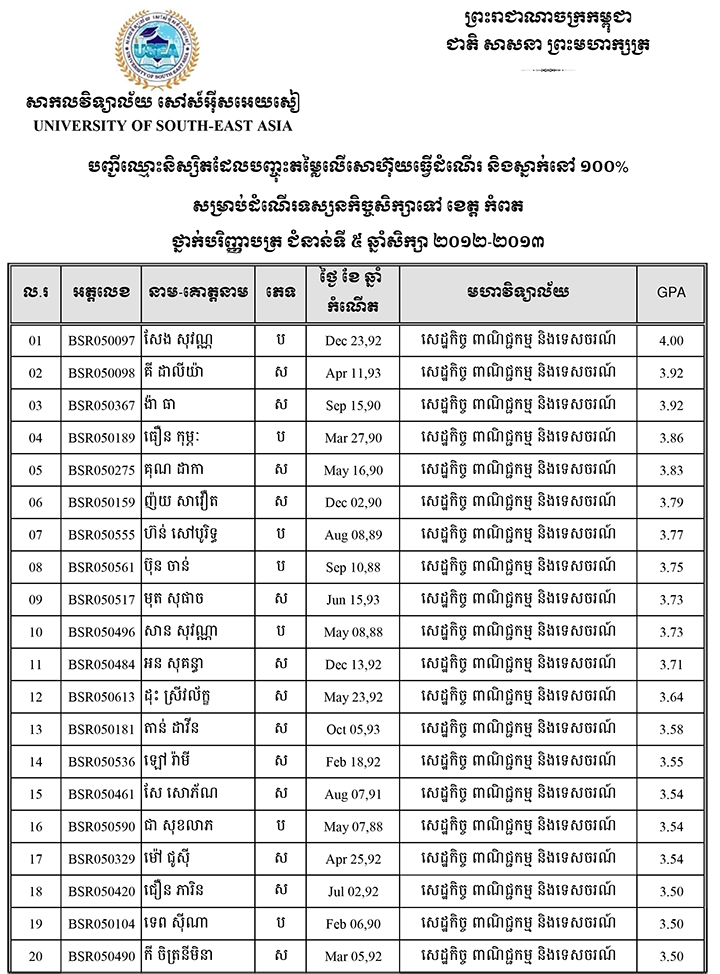 ព្រះរាជាណាចក្រកម្ពុជា
ជាតិ សាសនា ព្រះមហាក្សត្រ
សាកលវិទ្យាល័យ សៅស៍អ៊ីសអេយសៀ
UNIVERSITY OF SOUTH-EAST ASIA
បញ្ជីឈ្មោះនិស្សិតដែលបញ្ចុះតម្លៃលើសោហ៊ុយធ្វើដំណើរ និងស្នាក់នៅ ១០០%
សម្រាប់ដំណើរទស្សនកិច្ចសិក្សាទៅ ខេត្ត កំពត
ថ្នាក់បរិញ្ញាបត្រ ជំនាន់ទី ៥ ឆ្នាំសិក្សា ២០១២-២០១៣
ល.រ អត្តលេខ នាម-គោត្តនាម ភេទ ថ្ងៃ ខែ ឆ្នាំ កំណើត មហាវិទ្យាល័យ GPA
01 BSR050097 សែង សុវណ្ណ ប Dec 23,92 សេដ្ឋកិច្ច ពាណិជ្ជកម្ម និងទេសចរណ៍ 4.00
02 BSR050098 គី ដាលីយ៉ា ស Apr 11,93 សេដ្ឋកិច្ច ពាណិជ្ជកម្ម និងទេសចរណ៍ 3.92
03 BSR050367 ង៉ា ធា ស Sep 15,90 សេដ្ឋកិច្ច ពាណិជ្ជកម្ម និងទេសចរណ៍ 3.92
04 BSR050189 ធឿន កុម្ភៈ ប Mar 27,90 សេដ្ឋកិច្ច ពាណិជ្ជកម្ម និងទេសចរណ៍ 3.86
05 BSR050275 គុណ ដាកា ស May 16,90 សេដ្ឋកិច្ច ពាណិជ្ជកម្ម និងទេសចរណ៍ 3.83
06 BSR050159 ញ៉យ សាវឿត ស Dec 02,90 សេដ្ឋកិច្ច ពាណិជ្ជកម្ម និងទេសចរណ៍ 3.79
07 BSR050555 ហ៊ន់ សៅបូរិទ្ធ ប Aug 08,89 សេដ្ឋកិច្ច ពាណិជ្ជកម្ម និងទេសចរណ៍ 3.77
08 BSR050561 ប៊ុន ចាន់ ប Sep 10,88 សេដ្ឋកិច្ច ពាណិជ្ជកម្ម និងទេសចរណ៍ 3.75
09 BSR050517 មុត សុផាច ស Jun 15,93 សេដ្ឋកិច្ច ពាណិជ្ជកម្ម និងទេសចរណ៍ 3.73
10 BSR050496 សាន សុវណ្ណា ប May 08,88 សេដ្ឋកិច្ច ពាណិជ្ជកម្ម និងទេសចរណ៍ 3.73
11 BSR050484 អន សុគន្ធា ស Dec 13,92 សេដ្ឋកិច្ច ពាណិជ្ជកម្ម និងទេសចរណ៍ 3.71
12 BSR050613 ដុះ ស្រីវល័ក្ខ ស May 23,92 សេដ្ឋកិច្ច ពាណិជ្ជកម្ម និងទេសចរណ៍ 3.64
13 BSR050181 តាន់ ដាវីន ស Oct 05,93 សេដ្ឋកិច្ច ពាណិជ្ជកម្ម និងទេសចរណ៍ 3.58
14 BSR050536 ឡៅ រ៉ាមី ស Feb 18,92 សេដ្ឋកិច្ច ពាណិជ្ជកម្ម និងទេសចរណ៍ 3.55
15 BSR050461 សែ សោភ័ណ ស Aug 07,91 សេដ្ឋកិច្ច ពាណិជ្ជកម្ម និងទេសចរណ៍ 3.54
16 BSR050590 ជា សុខលាភ ប May 07,88 សេដ្ឋកិច្ច ពាណិជ្ជកម្ម និងទេសចរណ៍ 3.54
17 BSR050329 ម៉ៅ ជូស៊ី ស Apr 25,92 សេដ្ឋកិច្ច ពាណិជ្ជកម្ម និងទេសចរណ៍ 3.54
18 BSR050420 ជឿន ភារិន ស Jul 02,92 សេដ្ឋកិច្ច ពាណិជ្ជកម្ម និងទេសចរណ៍ 3.50
19 BSR050104 ទេព ស៊ីណា ប Feb 06,90 សេដ្ឋកិច្ច ពាណិជ្ជកម្ម និងទេសចរណ៍ 3.50
20 BSR050490 កី ចិត្រនីមិនា ស Mar 05,92 សេដ្ឋកិច្ច ពាណិជ្ជកម្ម និងទេសចរណ៍ 3.50